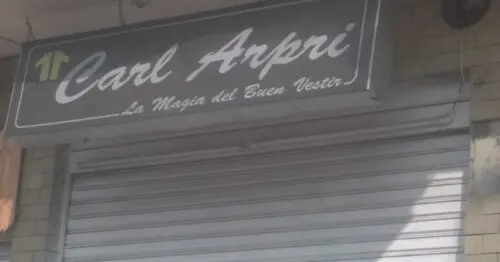 Carl Arpri
La Magia del Buen Vestir